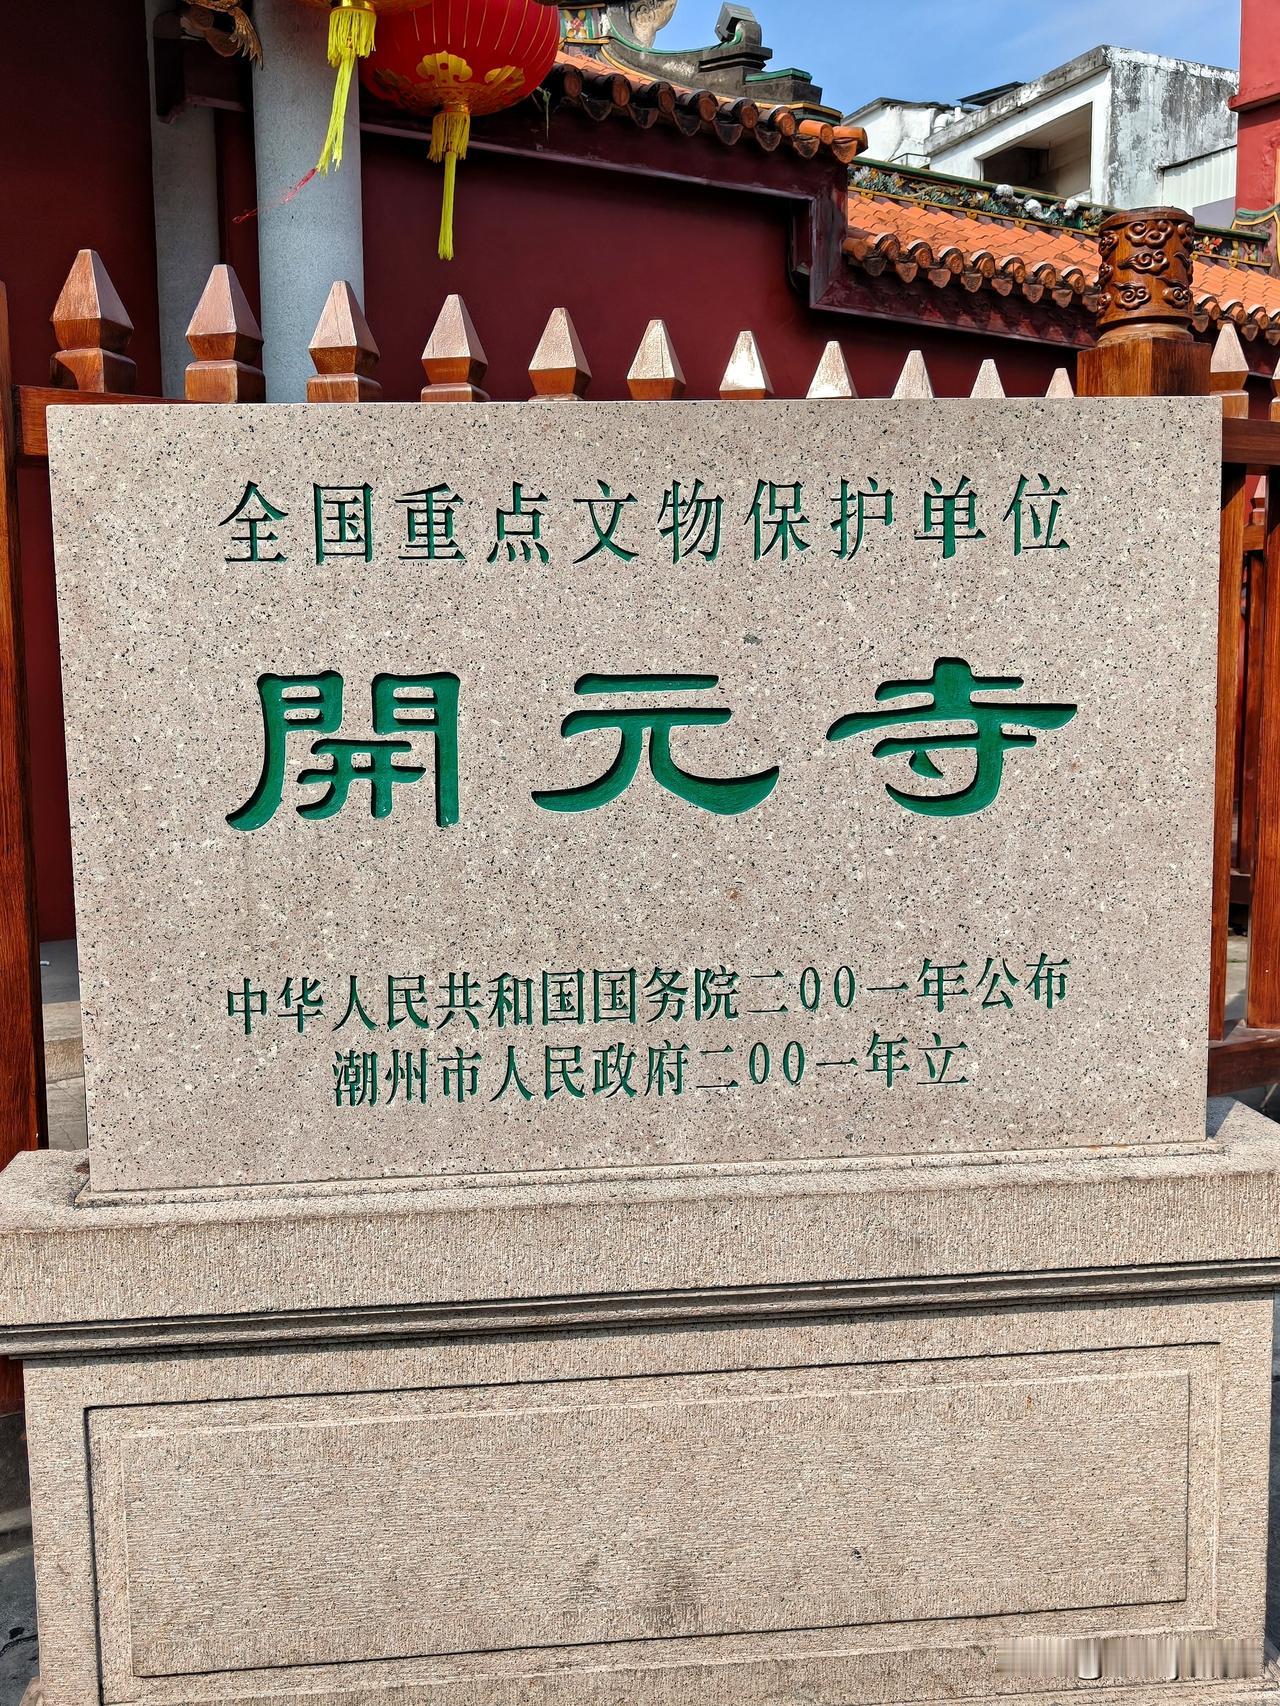 全国重点文物保护单位
開元寺
中华人民共和国国务院二00一年公布
潮州市人民政府二00一年立